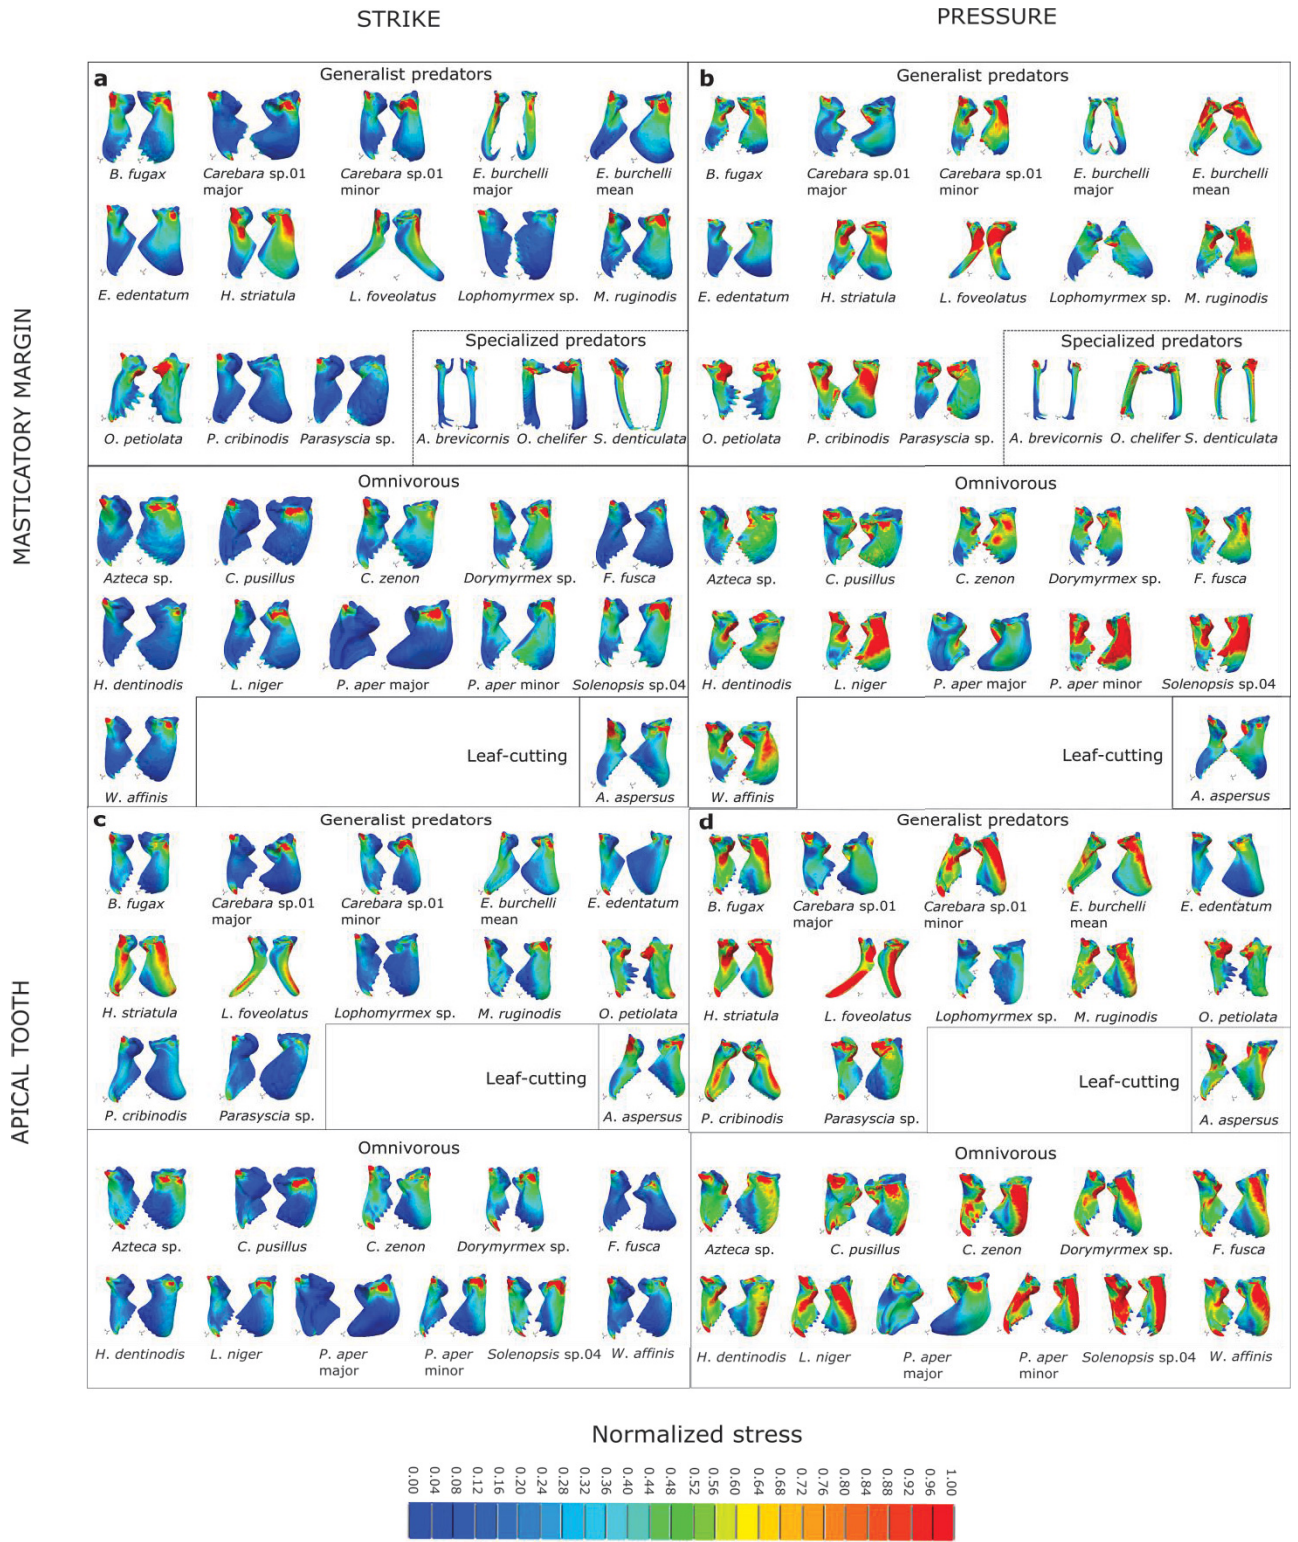 STRIKE
PRESSURE
MASTICATORY MARGIN
a
Generalist predators
B. fugax
Carebara sp.01
major
Carebara sp.01
minor
E. burchelli
major
E. burchelli
mean
E. edentatum
H. striatula
L. foveolatus
Lophomyrmex sp.
M. ruginodis
Specialized predators
O. petiolata
P. cribinodis
Parasyscia sp.
A. brevicornis
O. chelifer
S. denticulata
Omnivorous
Azteca sp.
C. pusillus
C. zenon
Dorymyrmex sp.
F. fusca
H. dentinodis
L. niger
P. aper major
P. aper minor
Solenopsis sp.04
Leaf-cutting
W. affinis
A. aspersus
b
Generalist predators
B. fugax
Carebara sp.01
major
Carebara sp.01
minor
E. burchelli
major
E. burchelli
mean
E. edentatum
H. striatula
L. foveolatus
Lophomyrmex sp.
M. ruginodis
Specialized predators
O. petiolata
P. cribinodis
Parasyscia sp.
A. brevicornis
O. chelifer
S. denticulata
Omnivorous
Azteca sp.
C. pusillus
C. zenon
Dorymyrmex sp.
F. fusca
H. dentinodis
L. niger
P. aper major
P. aper minor
Solenopsis sp.04
Leaf-cutting
W. affinis
A. aspersus
APICAL TOOTH
c
Generalist predators
B. fugax
Carebara sp.01
major
Carebara sp.01
minor
E. burchelli
mean
E. edentatum
H. striatula
L. foveolatus
Lophomyrmex sp.
M. ruginodis
O. petiolata
Leaf-cutting
P. cribinodis
Parasyscia sp.
A. aspersus
Omnivorous
Azteca sp.
C. pusillus
C. zenon
Dorymyrmex sp.
F. fusca
H. dentinodis
L. niger
P. aper
major
P. aper
minor
Solenopsis sp.04
W. affinis
d
Generalist predators
B. fugax
Carebara sp.01
major
Carebara sp.01
minor
E. burchelli
mean
E. edentatum
H. striatula
L. foveolatus
Lophomyrmex sp.
M. ruginodis
O. petiolata
Leaf-cutting
P. cribinodis
Parasyscia sp.
A. aspersus
Omnivorous
Azteca sp.
C. pusillus
C. zenon
Dorymyrmex sp.
F. fusca
H. dentinodis
L. niger
P. aper
major
P. aper
minor
Solenopsis sp.04
W. affinis
Normalized stress
0.00 0.04 0.08 0.12 0.16 0.20 0.24 0.28 0.32 0.36 0.40 0.44 0.48 0.52 0.56 0.60 0.64 0.68 0.72 0.76 0.80 0.84 0.88 0.92 0.96 1.00